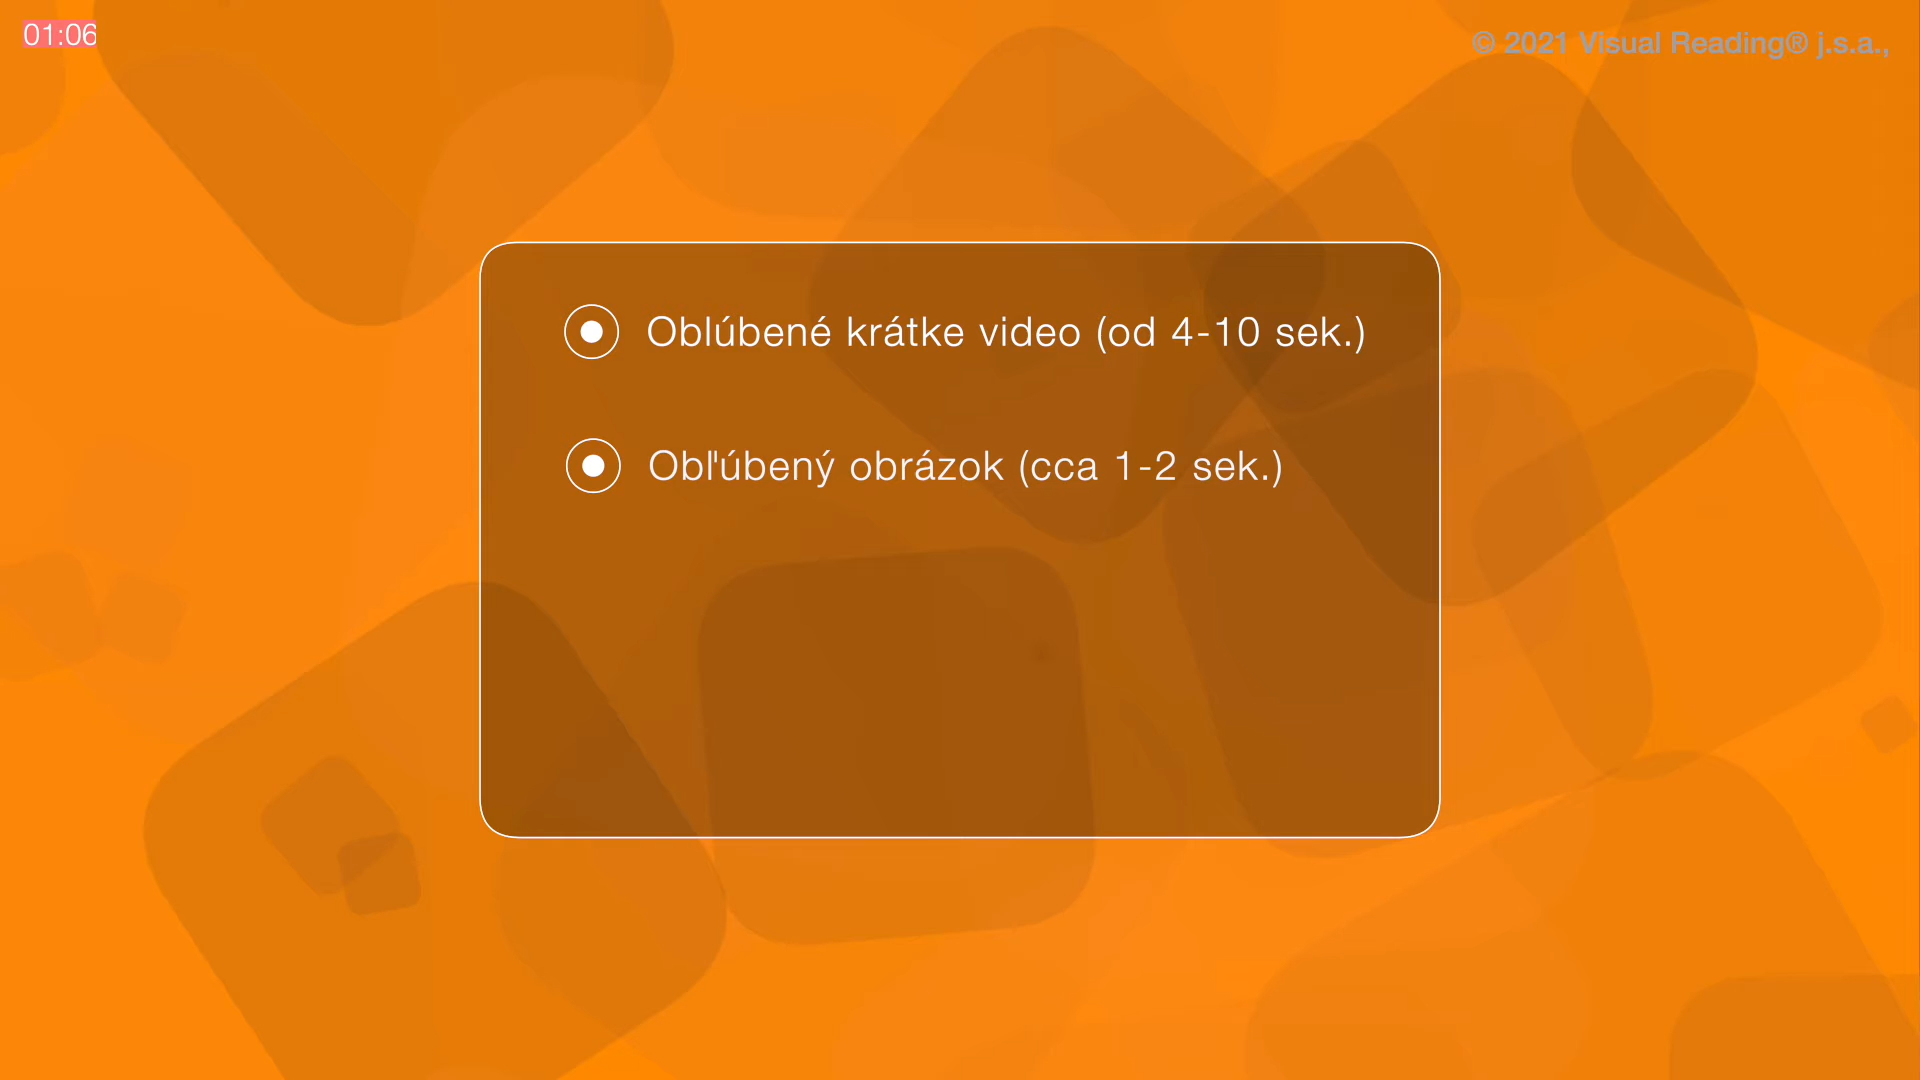 01:06
© 2021 Visual Reading® j.s.a.,
Oblúbené krátke video (od 4-10 sek.)
Obľúbený obrázok (cca 1-2 sek.)